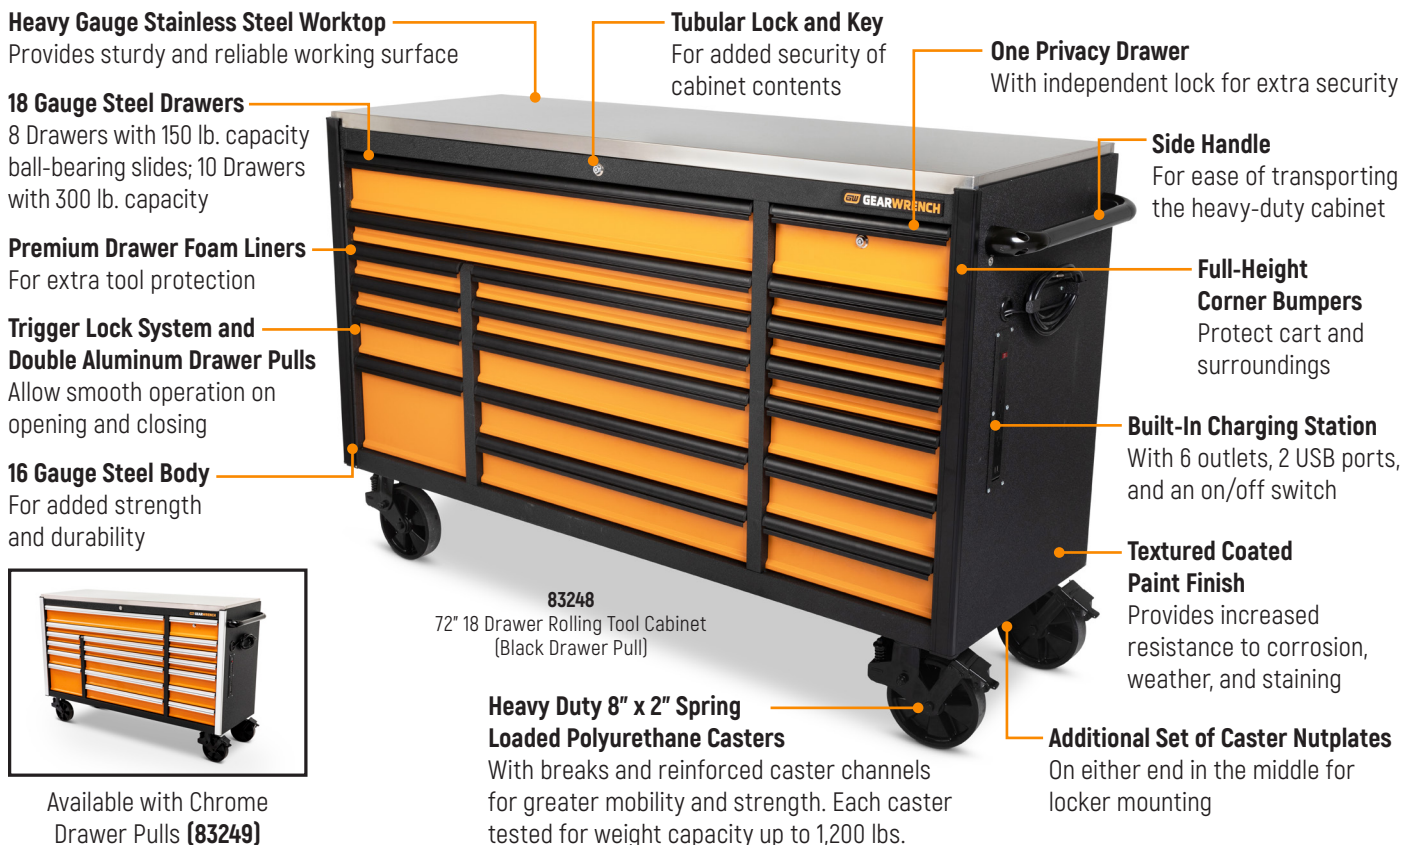 Heavy Gauge Stainless Steel Worktop
Provides sturdy and reliable working surface
18 Gauge Steel Drawers
8 Drawers with 150 lb. capacity
ball-bearing slides; 10 Drawers
with 300 lb. capacity
Premium Drawer Foam Liners
For extra tool protection
Trigger Lock System and
Double Aluminum Drawer Pulls
Allow smooth operation on
opening and closing
16 Gauge Steel Body
For added strength
and durability
Tubular Lock and Key
For added security of
cabinet contents
One Privacy Drawer
With independent lock for extra security
Side Handle
For ease of transporting
the heavy-duty cabinet
Full-Height
Corner Bumpers
Protect cart and
surroundings
Built-In Charging Station
With 6 outlets, 2 USB ports,
and an on/off switch
Textured Coated
Paint Finish
Provides increased
resistance to corrosion,
weather, and staining
Additional Set of Caster Nutplates
On either end in the middle for
locker mounting
GW GEARWRENCH
83248
72" 18 Drawer Rolling Tool Cabinet
(Black Drawer Pull)
Heavy Duty 8" x 2" Spring
Loaded Polyurethane Casters
With breaks and reinforced caster channels
for greater mobility and strength. Each caster
tested for weight capacity up to 1,200 lbs.
GW GEARWRENCH
Available with Chrome
Drawer Pulls (83249)